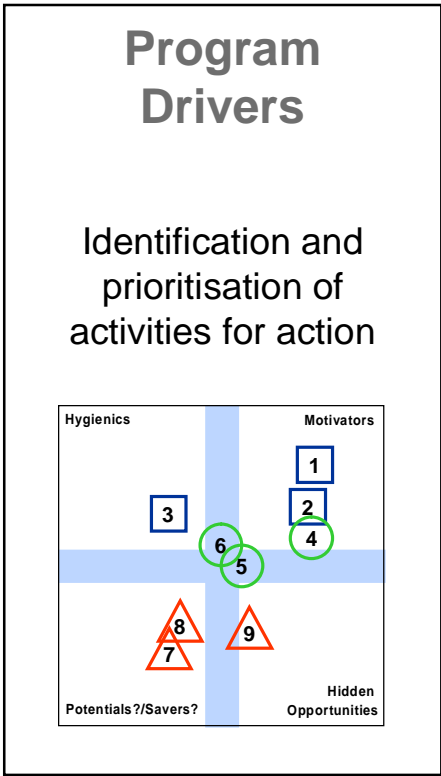 Program
Drivers
Identification and
prioritisation of
activities for action
Hygienics Motivators
1
2
3
4
6
5
8
9
7
Hidden
Potentials?/Savers? Opportunities